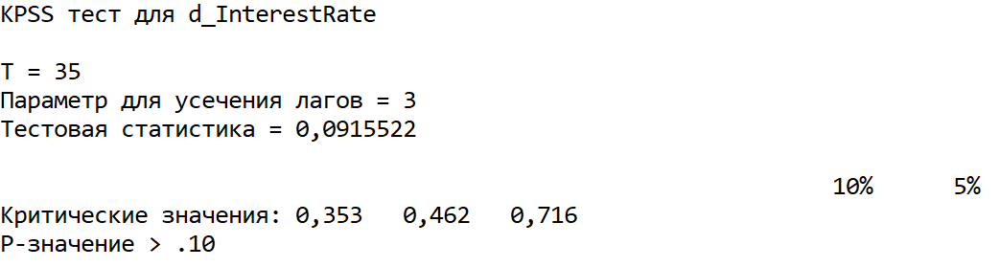 KPSS тест для d_InterestRate
T = 35
Параметр для усечения лагов = 3
Тестовая статистика = 0,0915522
10% 5%
Критические значения: 0,353 0,462 0,716
P-значение > .10